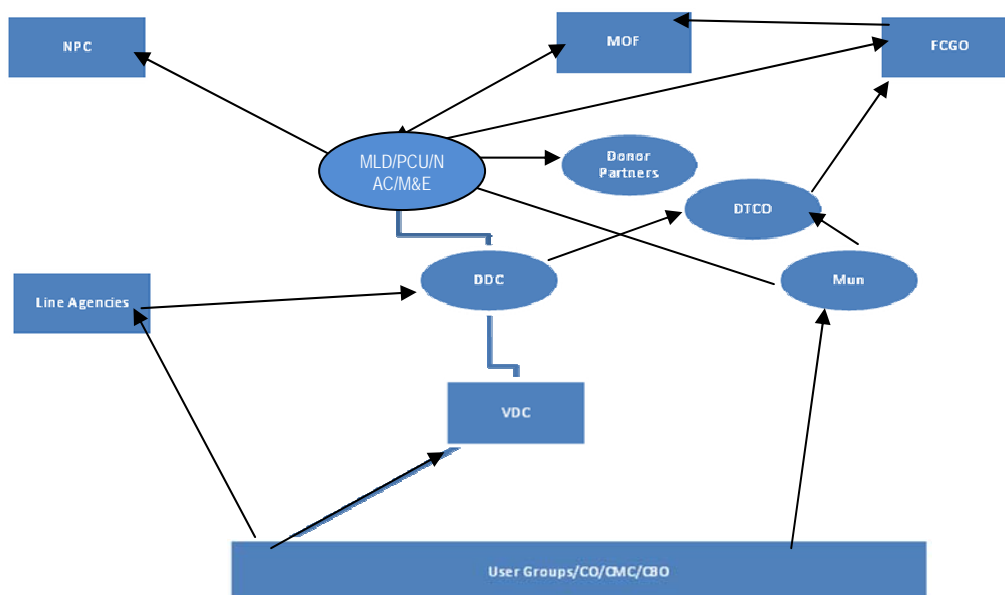 NPC
MOF
FCGO
MLD/PCU/N
AC/M&E
Donor
Partners
DTCO
DDC
Mun
Line Agencies
VDC
User Groups/CO/CMC/CBO